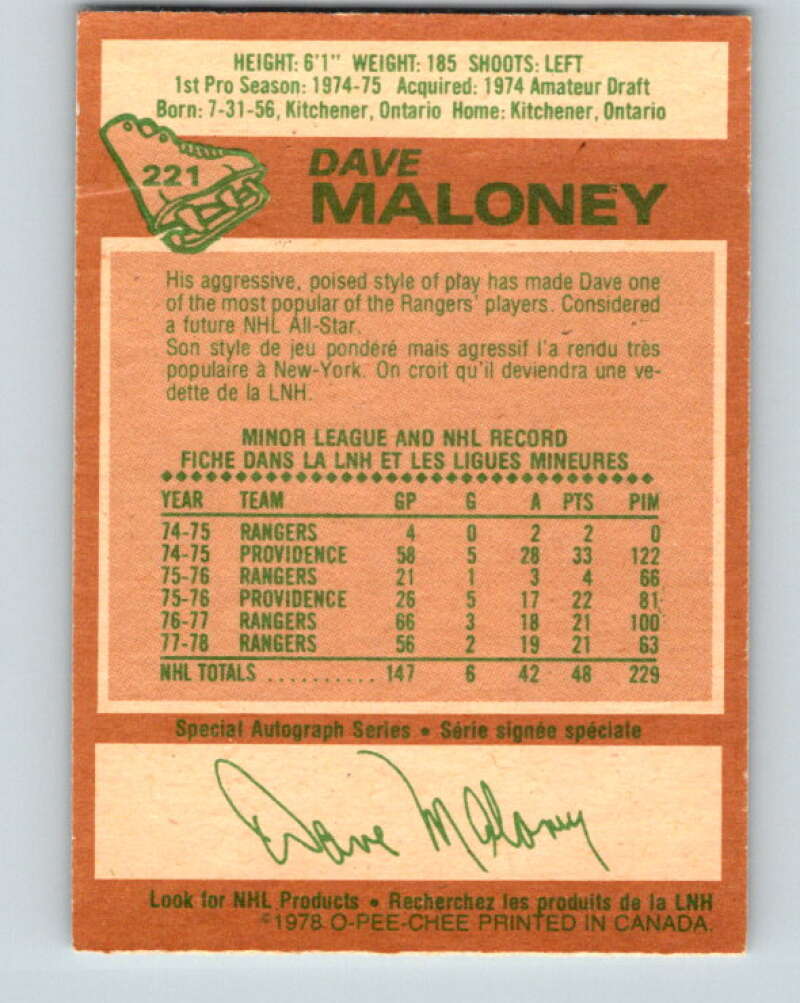 HEIGHT: 6'1" WEIGHT: 185 SHOOTS: LEFT
1st Pro Season: 1974-75 Acquired: 1974 Amateur Draft
Born: 7-31-56, Kitchener, Ontario Home: Kitchener, Ontario
221
DAVE
MALONEY
His aggressive, poised style of play has made Dave one
of the most popular of the Rangers' players. Considered
a future NHL All-Star.
Son style de jeu pondéré mais agressif l'a rendu très
populaire à New-York. On croit qu'il deviendra une ve-
dette de la LNH.
MINOR LEAGUE AND NHL RECORD
FICHE DANS LA LNH ET LES LIGUES MINEURES
YEAR TEAM GP G A PTS PIM
74-75 RANGERS 4 0 2 2 0
74-75 PROVIDENCE 58 5 28 33 122
75-76 RANGERS 21 1 3 4 66
75-76 PROVIDENCE 26 5 17 22 81
76-77 RANGERS 66 3 18 21 100
77-78 RANGERS 56 2 19 21 63
NHL TOTALS .......... 147 6 42 48 229
Special Autograph Series • Série signée spéciale
Dave Maloney
Look for NHL Products • Recherchez les produits de la LNH
©1978 O-PEE-CHEE PRINTED IN CANADA.